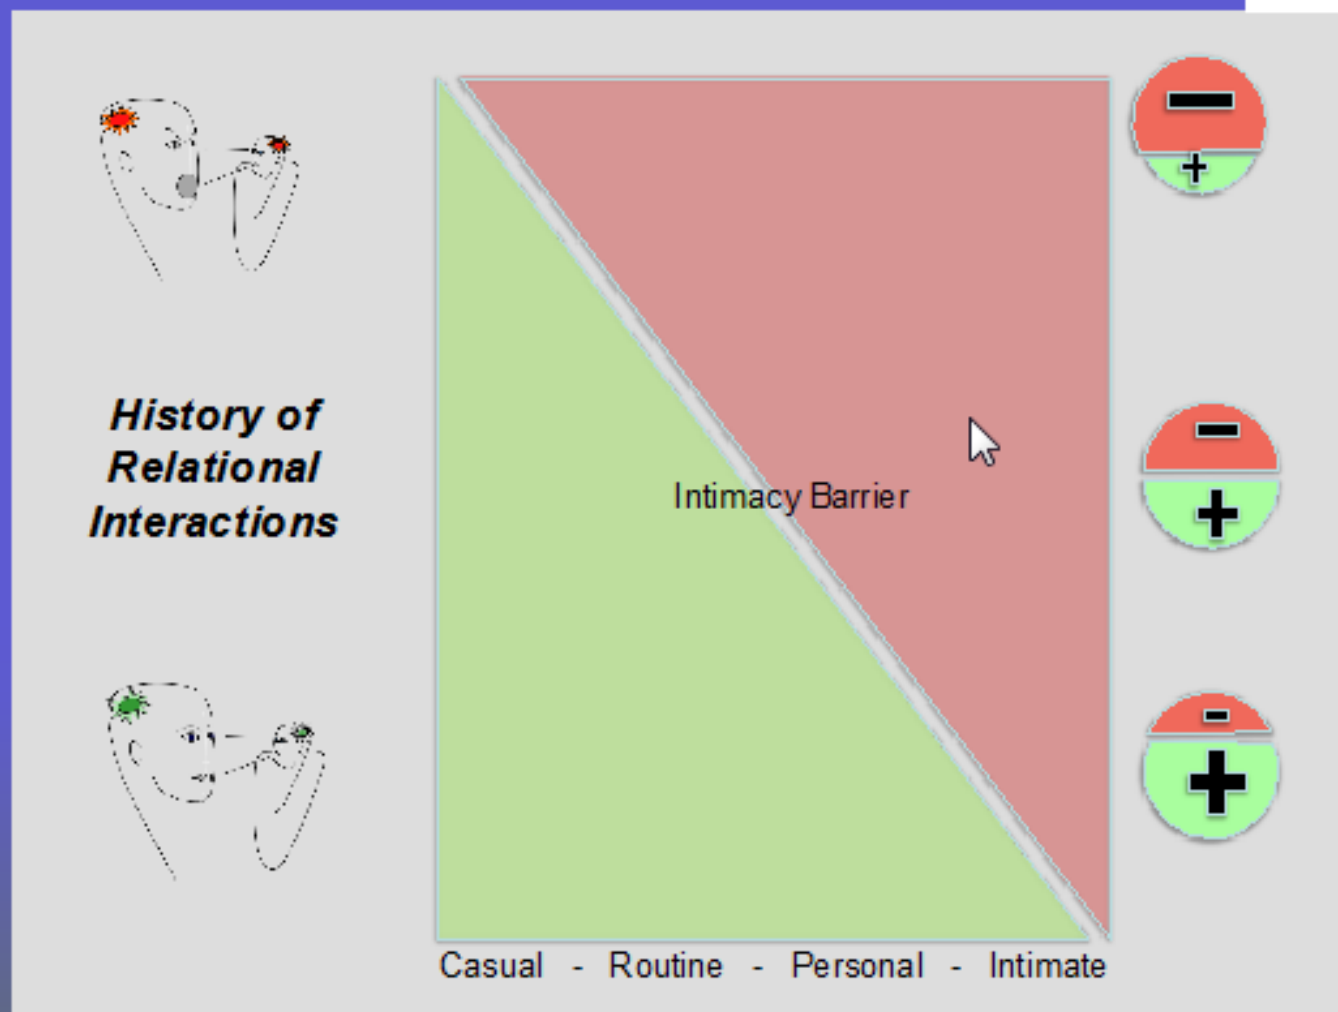 History of
Relational
Interactions
Intimacy Barrier
Casual - Routine - Personal - Intimate